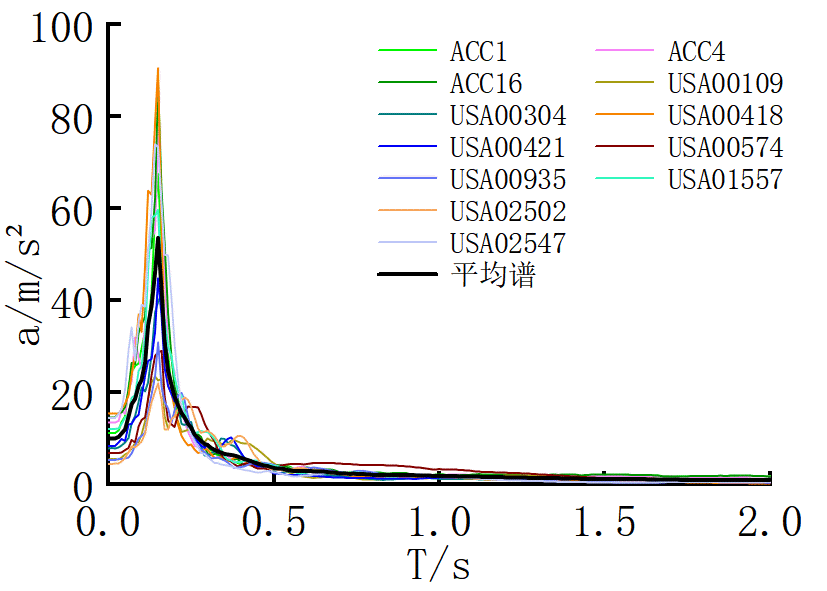 100
80
60
40
20
0
a/m/s²
0.0 0.5 1.0 1.5 2.0
T/s
ACC1 ACC4
ACC16 USA00109
USA00304 USA00418
USA00421 USA00574
USA00935 USA01557
USA02502
USA02547
平均谱